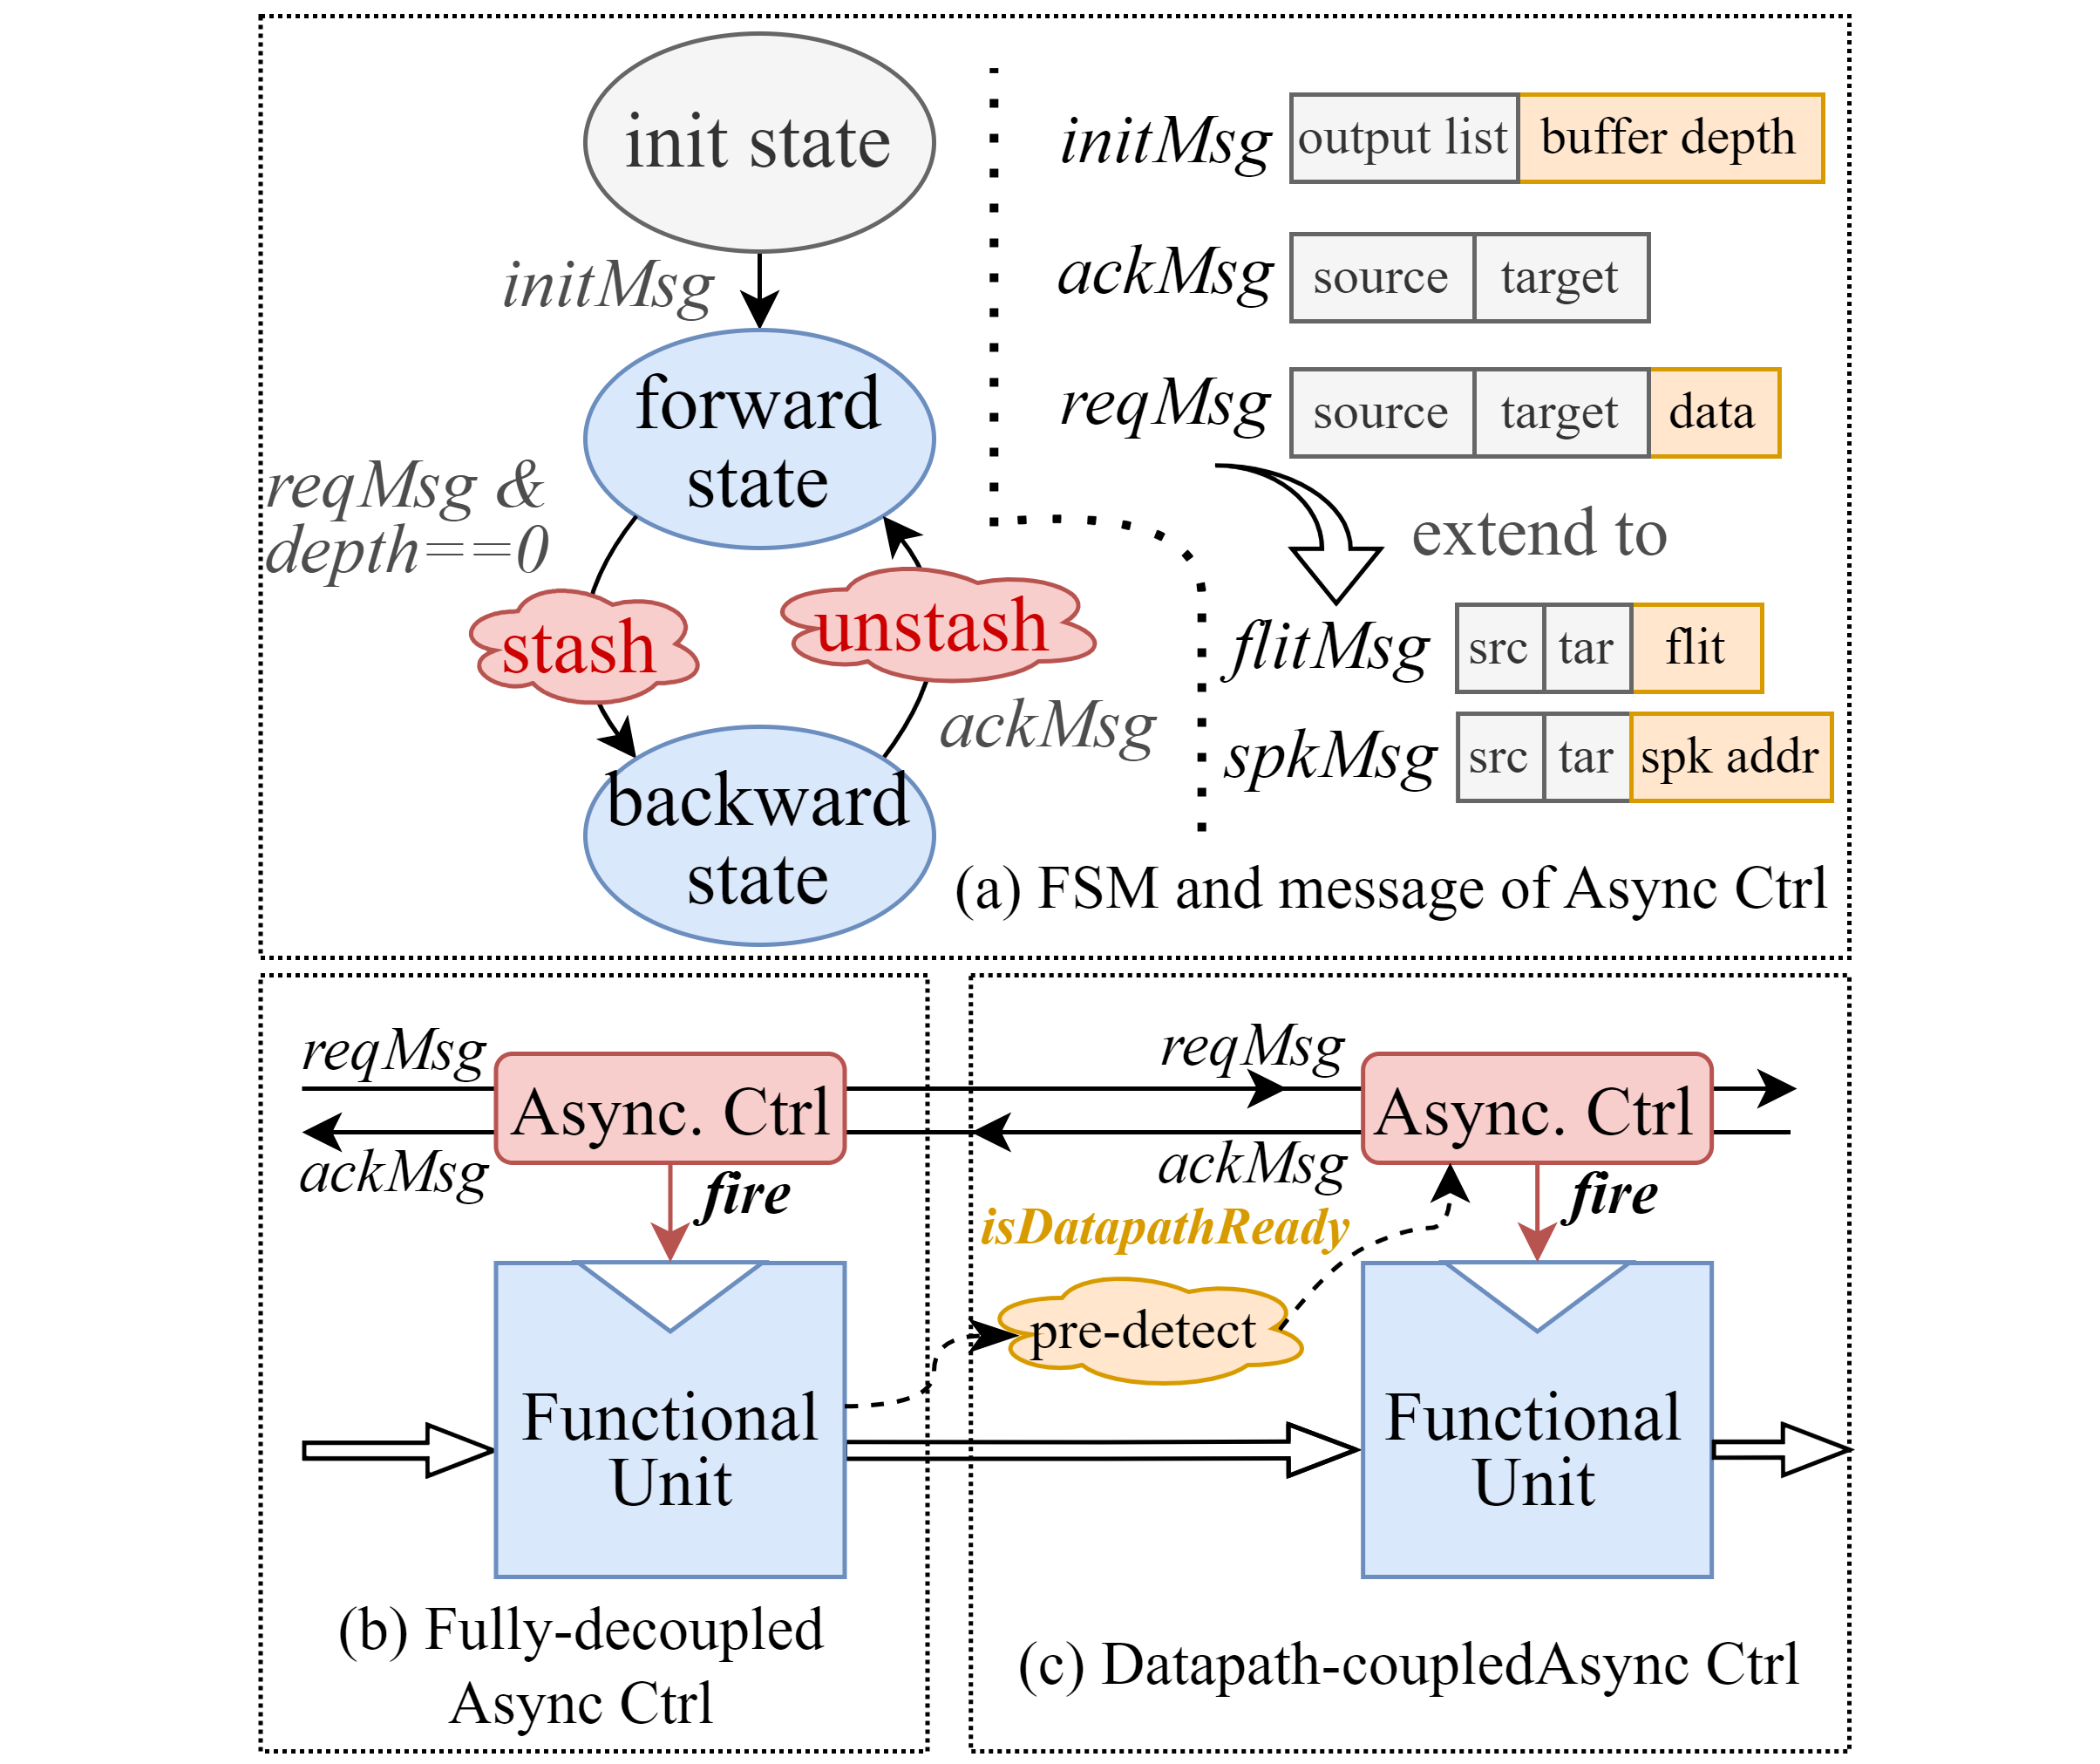 init state
initMsg
forward
state
reqMsg &
depth==0
stash
unstash
ackMsg
backward
state
initMsg output list buffer depth
ackMsg source target
reqMsg source target data
extend to
flitMsg src tar flit
spkMsg src tar spk addr
(a) FSM and message of Async Ctrl
reqMsg
Async. Ctrl
ackMsg
fire
Functional
Unit
(b) Fully-decoupled
Async Ctrl
reqMsg
Async. Ctrl
ackMsg
fire
isDatapathReady
pre-detect
Functional
Unit
(c) Datapath-coupledAsync Ctrl